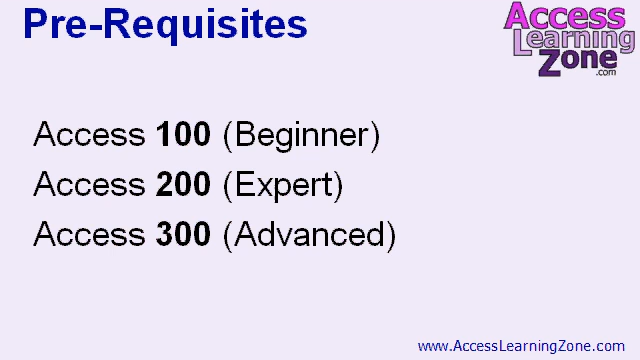 Pre-Requisites
Access
Learning
Zone
.com
Access 100 (Beginner)
Access 200 (Expert)
Access 300 (Advanced)
www.AccessLearningZone.com